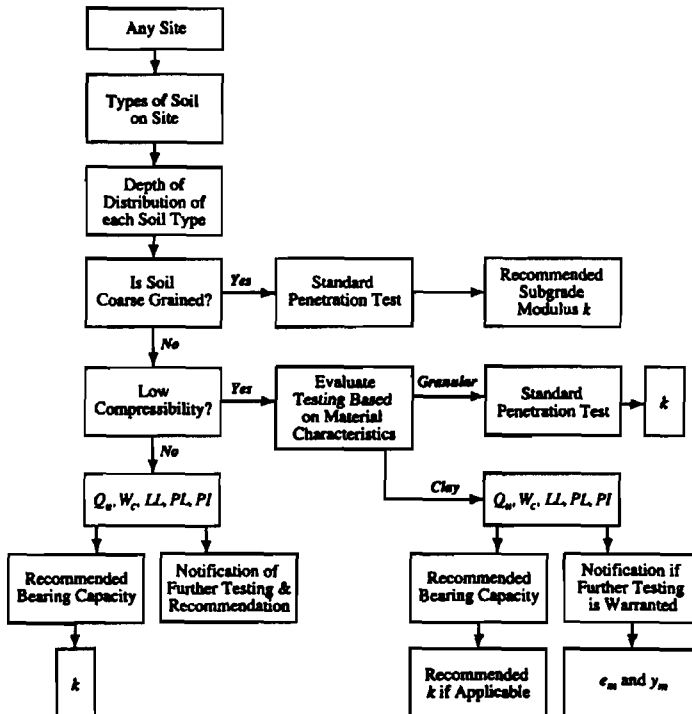 Any Site
Types of Soil
on Site
Depth of
Distribution of
each Soil Type
Is Soil
Coarse Grained?
Yes
Standard
Penetration Test
Recommended
Subgrade
Modulus k
No
Low
Compressibility?
Yes
Evaluate
Testing Based
on Material
Characteristics
Granular
Standard
Penetration Test
k
No
Clay
Qu, Wc, LL, PL, PI
Qu, Wc, LL, PL, PI
Recommended
Bearing Capacity
Notification of
Further Testing &
Recommendation
Recommended
Bearing Capacity
Notification if
Further Testing
is Warranted
k
Recommended
k if Applicable
em and ym